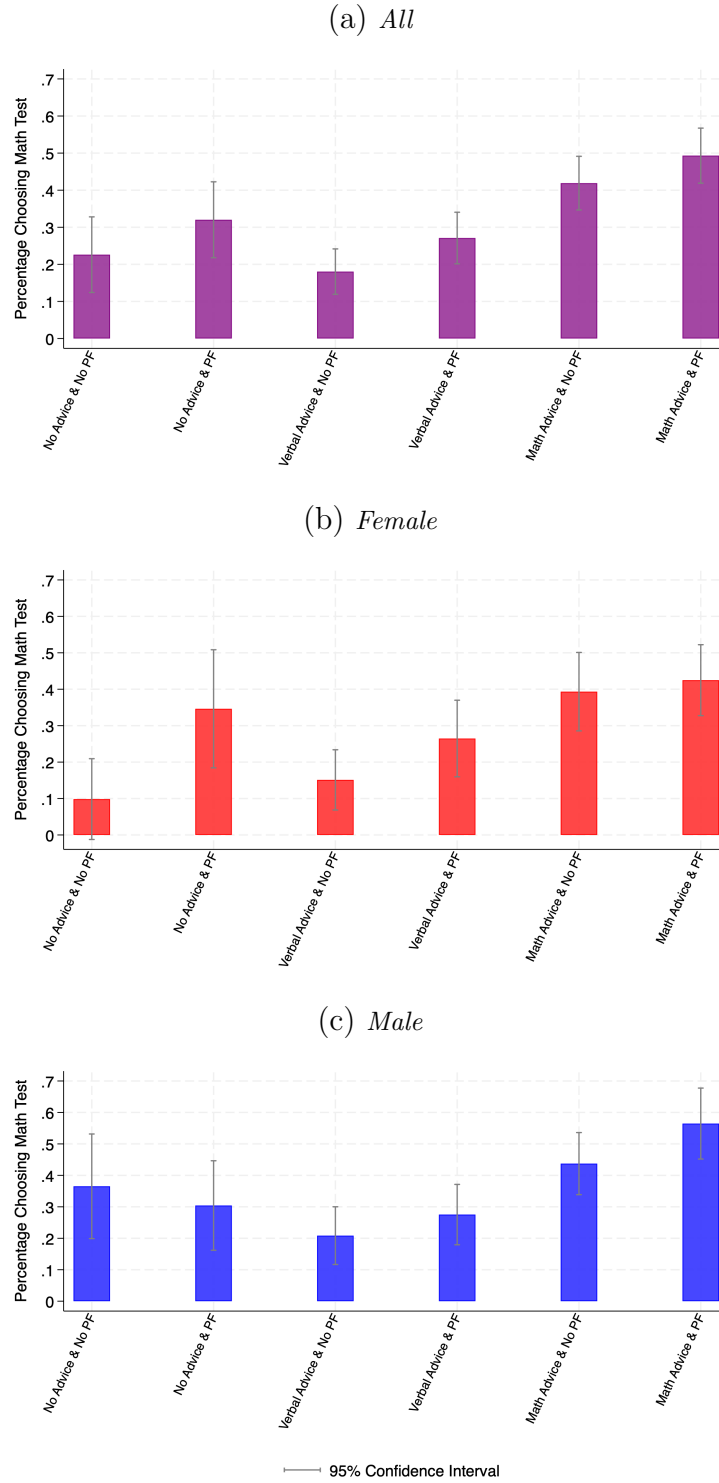 (a) All
Percentage Choosing Math Test
.7
.6
.5
.4
.3
.2
.1
0
No Advice & No PF
No Advice & PF
Verbal Advice & No PF
Verbal Advice & PF
Math Advice & No PF
Math Advice & PF
(b) Female
Percentage Choosing Math Test
.7
.6
.5
.4
.3
.2
.1
0
No Advice & No PF
No Advice & PF
Verbal Advice & No PF
Verbal Advice & PF
Math Advice & No PF
Math Advice & PF
(c) Male
Percentage Choosing Math Test
.7
.6
.5
.4
.3
.2
.1
0
No Advice & No PF
No Advice & PF
Verbal Advice & No PF
Verbal Advice & PF
Math Advice & No PF
Math Advice & PF
95% Confidence Interval